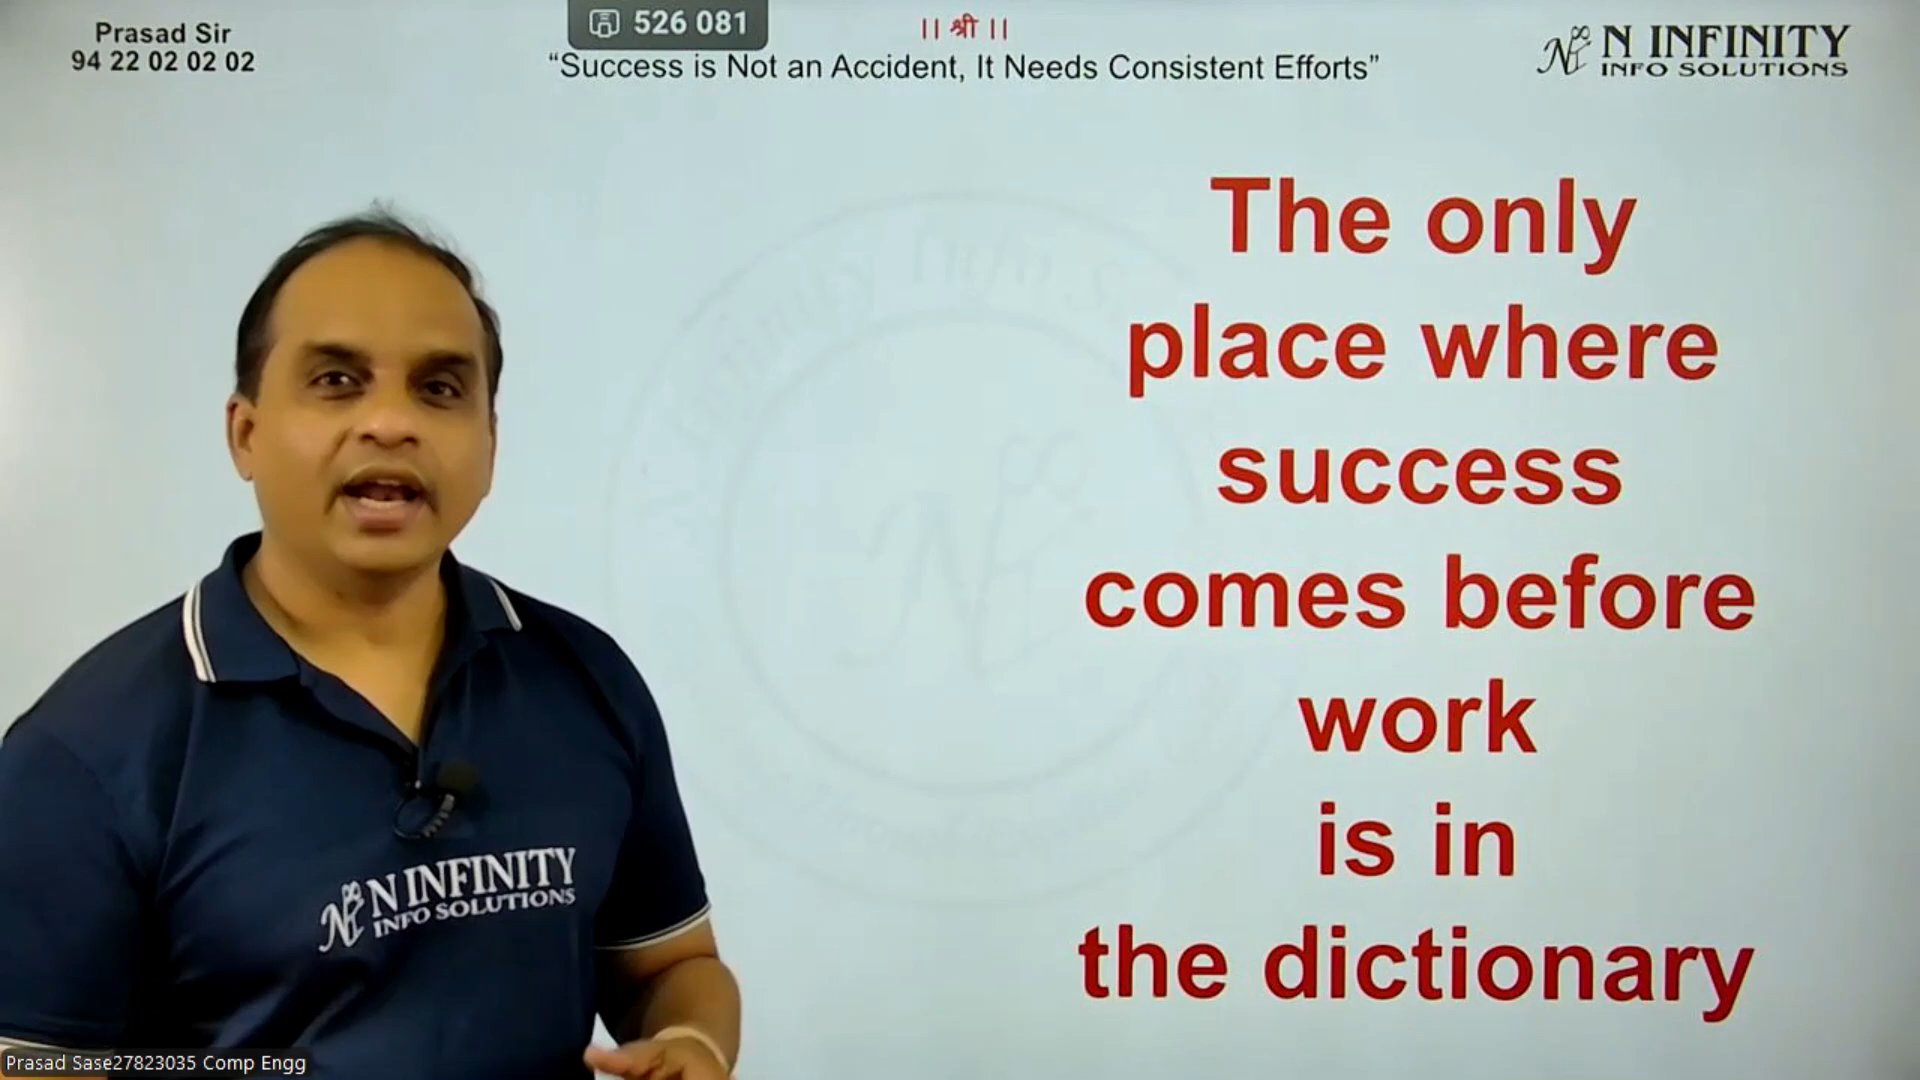 Prasad Sir
94 22 02 02 02
526 081
|| श्री ||
“Success is Not an Accident, It Needs Consistent Efforts”
N INFINITY
INFO SOLUTIONS
The only
place where
success
comes before
work
is in
the dictionary
N INFINITY
INFO SOLUTIONS
Prasad Sase27823035 Comp Engg